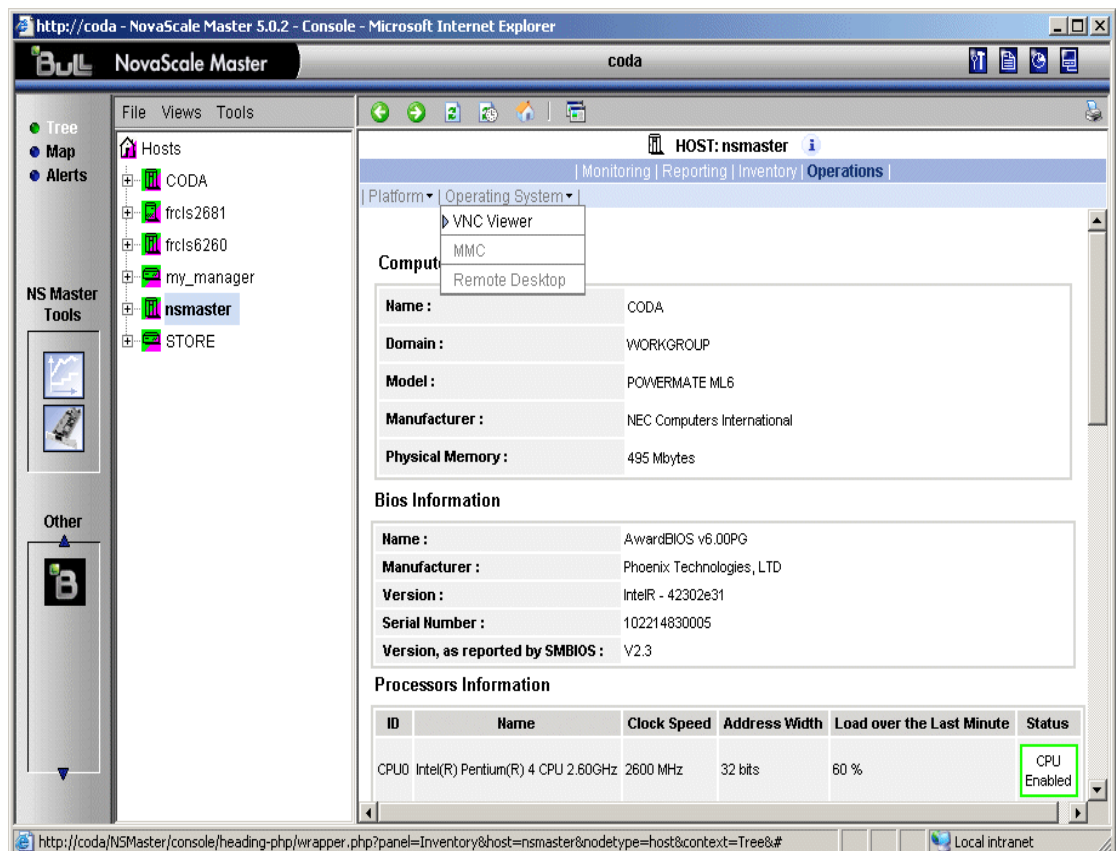 http://coda - NovaScale Master 5.0.2 - Console - Microsoft Internet Explorer
Bull NovaScale Master
coda
Tree
Map
Alerts
NS Master
Tools
Other
B
File Views Tools
Hosts
CODA
frcls2681
frcls6260
my_manager
nsmaster
STORE
HOST: nsmaster i
| Monitoring | Reporting | Inventory | Operations |
| Platform | Operating System |
VNC Viewer
MMC
Remote Desktop
Comput
Name : CODA
Domain : WORKGROUP
Model : POWERMATE ML6
Manufacturer : NEC Computers International
Physical Memory : 495 Mbytes
Bios Information
Name : AwardBIOS v6.00PG
Manufacturer : Phoenix Technologies, LTD
Version : IntelR - 42302e31
Serial Number : 102214830005
Version, as reported by SMBIOS : V2.3
Processors Information
ID Name Clock Speed Address Width Load over the Last Minute Status
CPU0 Intel(R) Pentium(R) 4 CPU 2.60GHz 2600 MHz 32 bits 60 % CPU
Enabled
http://coda/NSMaster/console/heading-php/wrapper.php?panel=Inventory&host=nsmaster&nodetype=host&context=Tree&# Local intranet